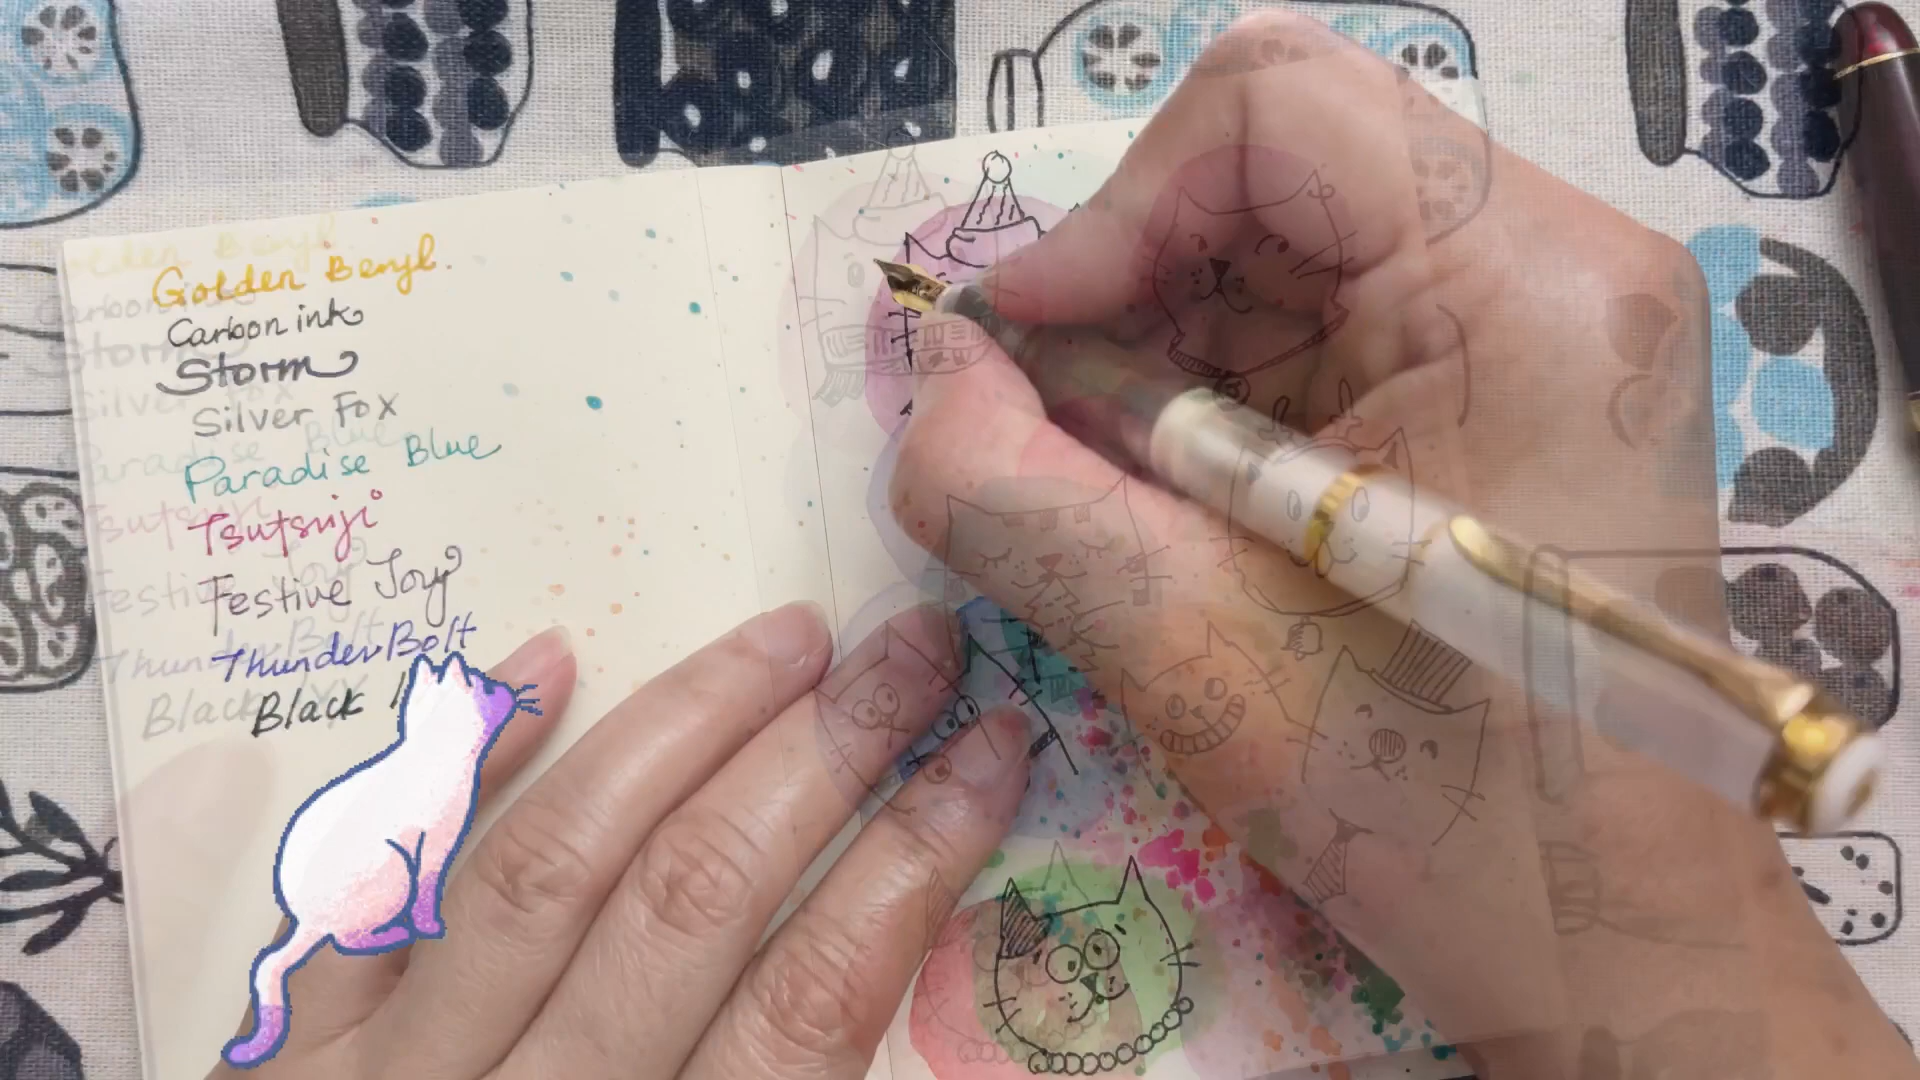 Golden Beryl
Carbon ink
Storm
Silver Fox
Paradise Blue
Tsutsuji
Festive Joy
ThunderBolt
Black